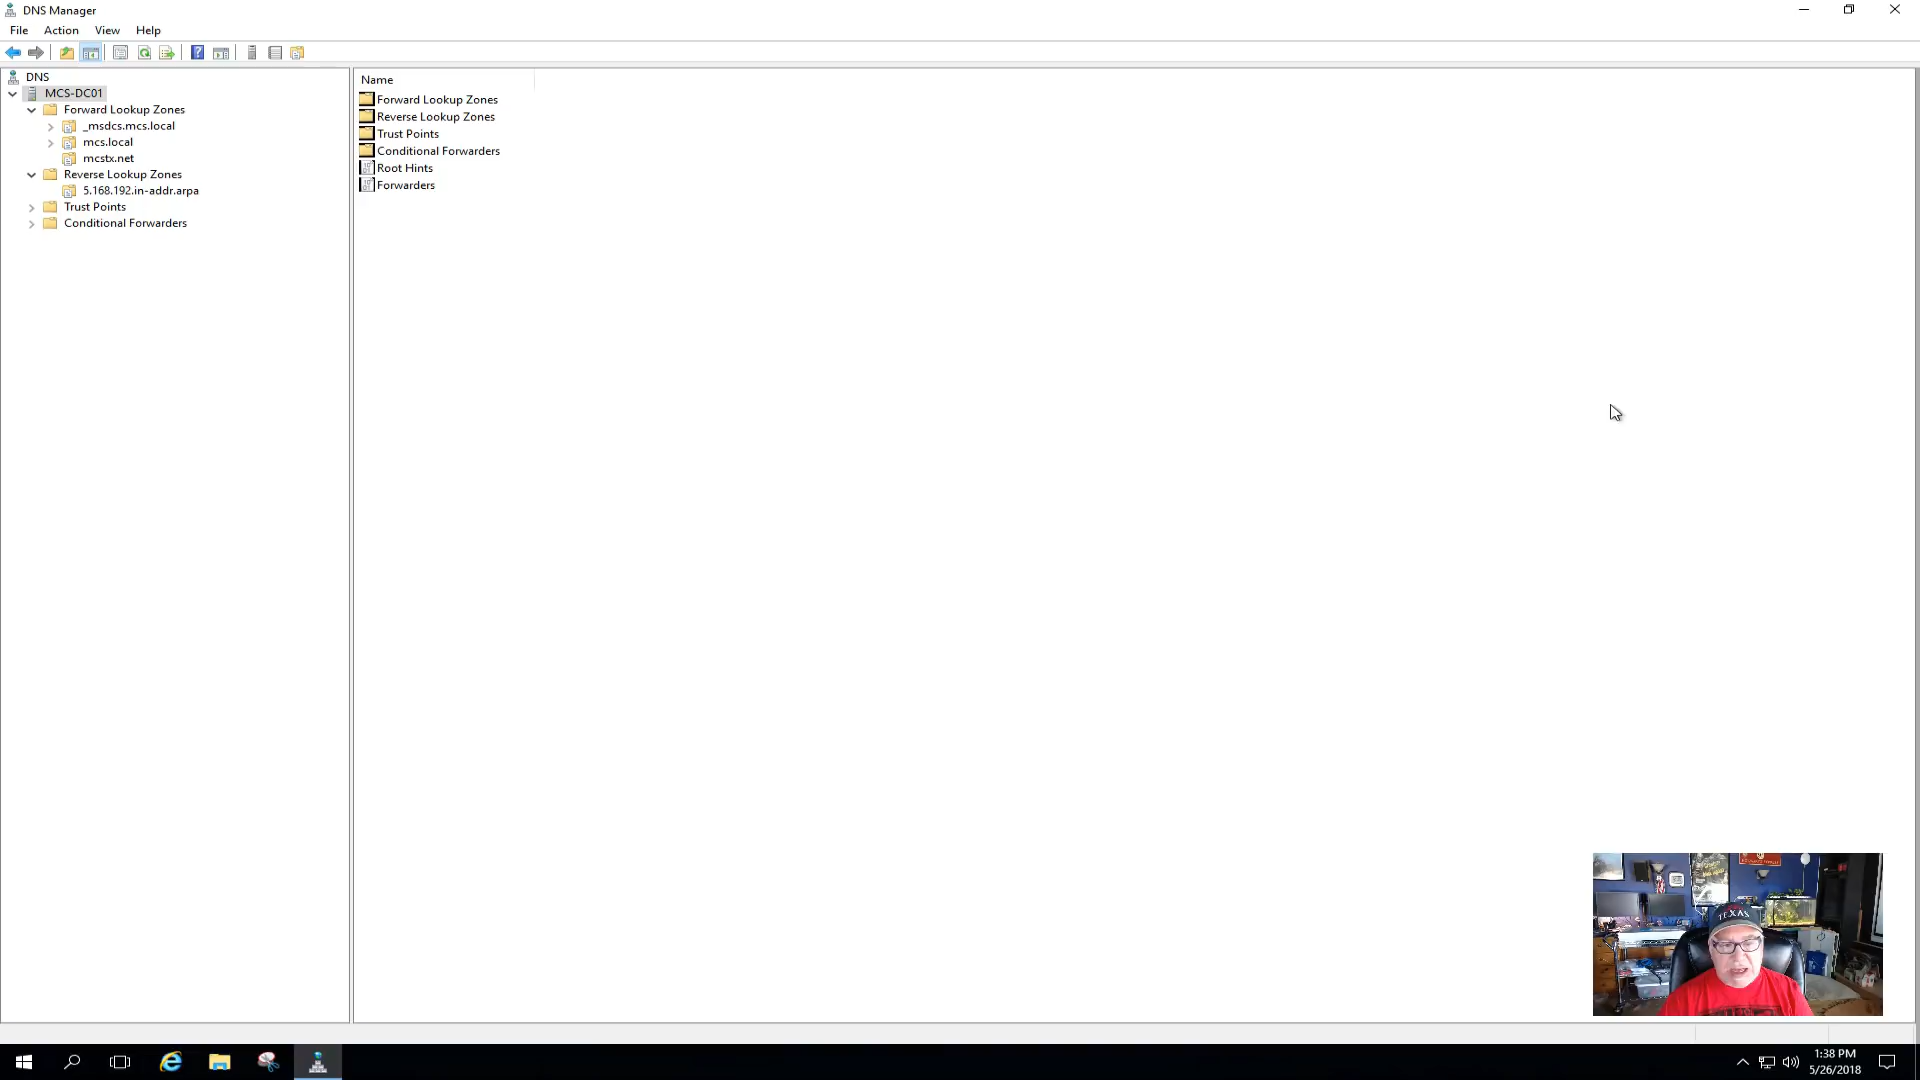 DNS Manager
File Action View Help
DNS
MCS-DC01
Forward Lookup Zones
_msdcs.mcs.local
mcs.local
mcstx.net
Reverse Lookup Zones
5.168.192.in-addr.arpa
Trust Points
Conditional Forwarders
Name
Forward Lookup Zones
Reverse Lookup Zones
Trust Points
Conditional Forwarders
Root Hints
Forwarders
TEXAS
1:38 PM
5/26/2018